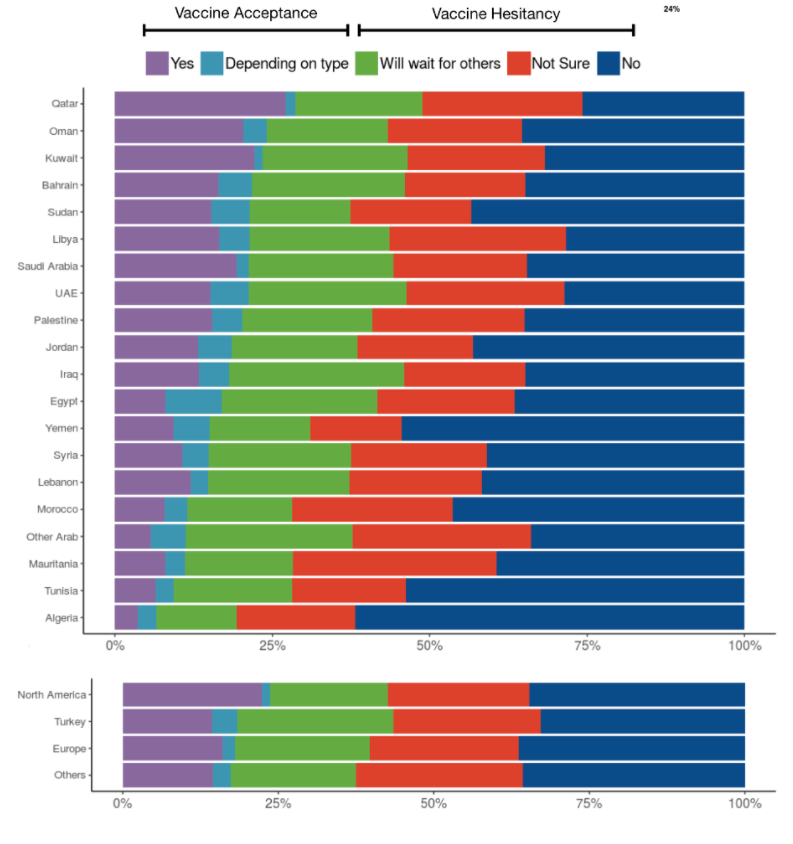 Vaccine Acceptance Vaccine Hesitancy 24%
Yes Depending on type Will wait for others Not Sure No
Qatar
Oman
Kuwait
Bahrain
Sudan
Libya
Saudi Arabia
UAE
Palestine
Jordan
Iraq
Egypt
Yemen
Syria
Lebanon
Morocco
Other Arab
Mauritania
Tunisia
Algeria
0% 25% 50% 75% 100%
North America
Turkey
Europe
Others
0% 25% 50% 75% 100%